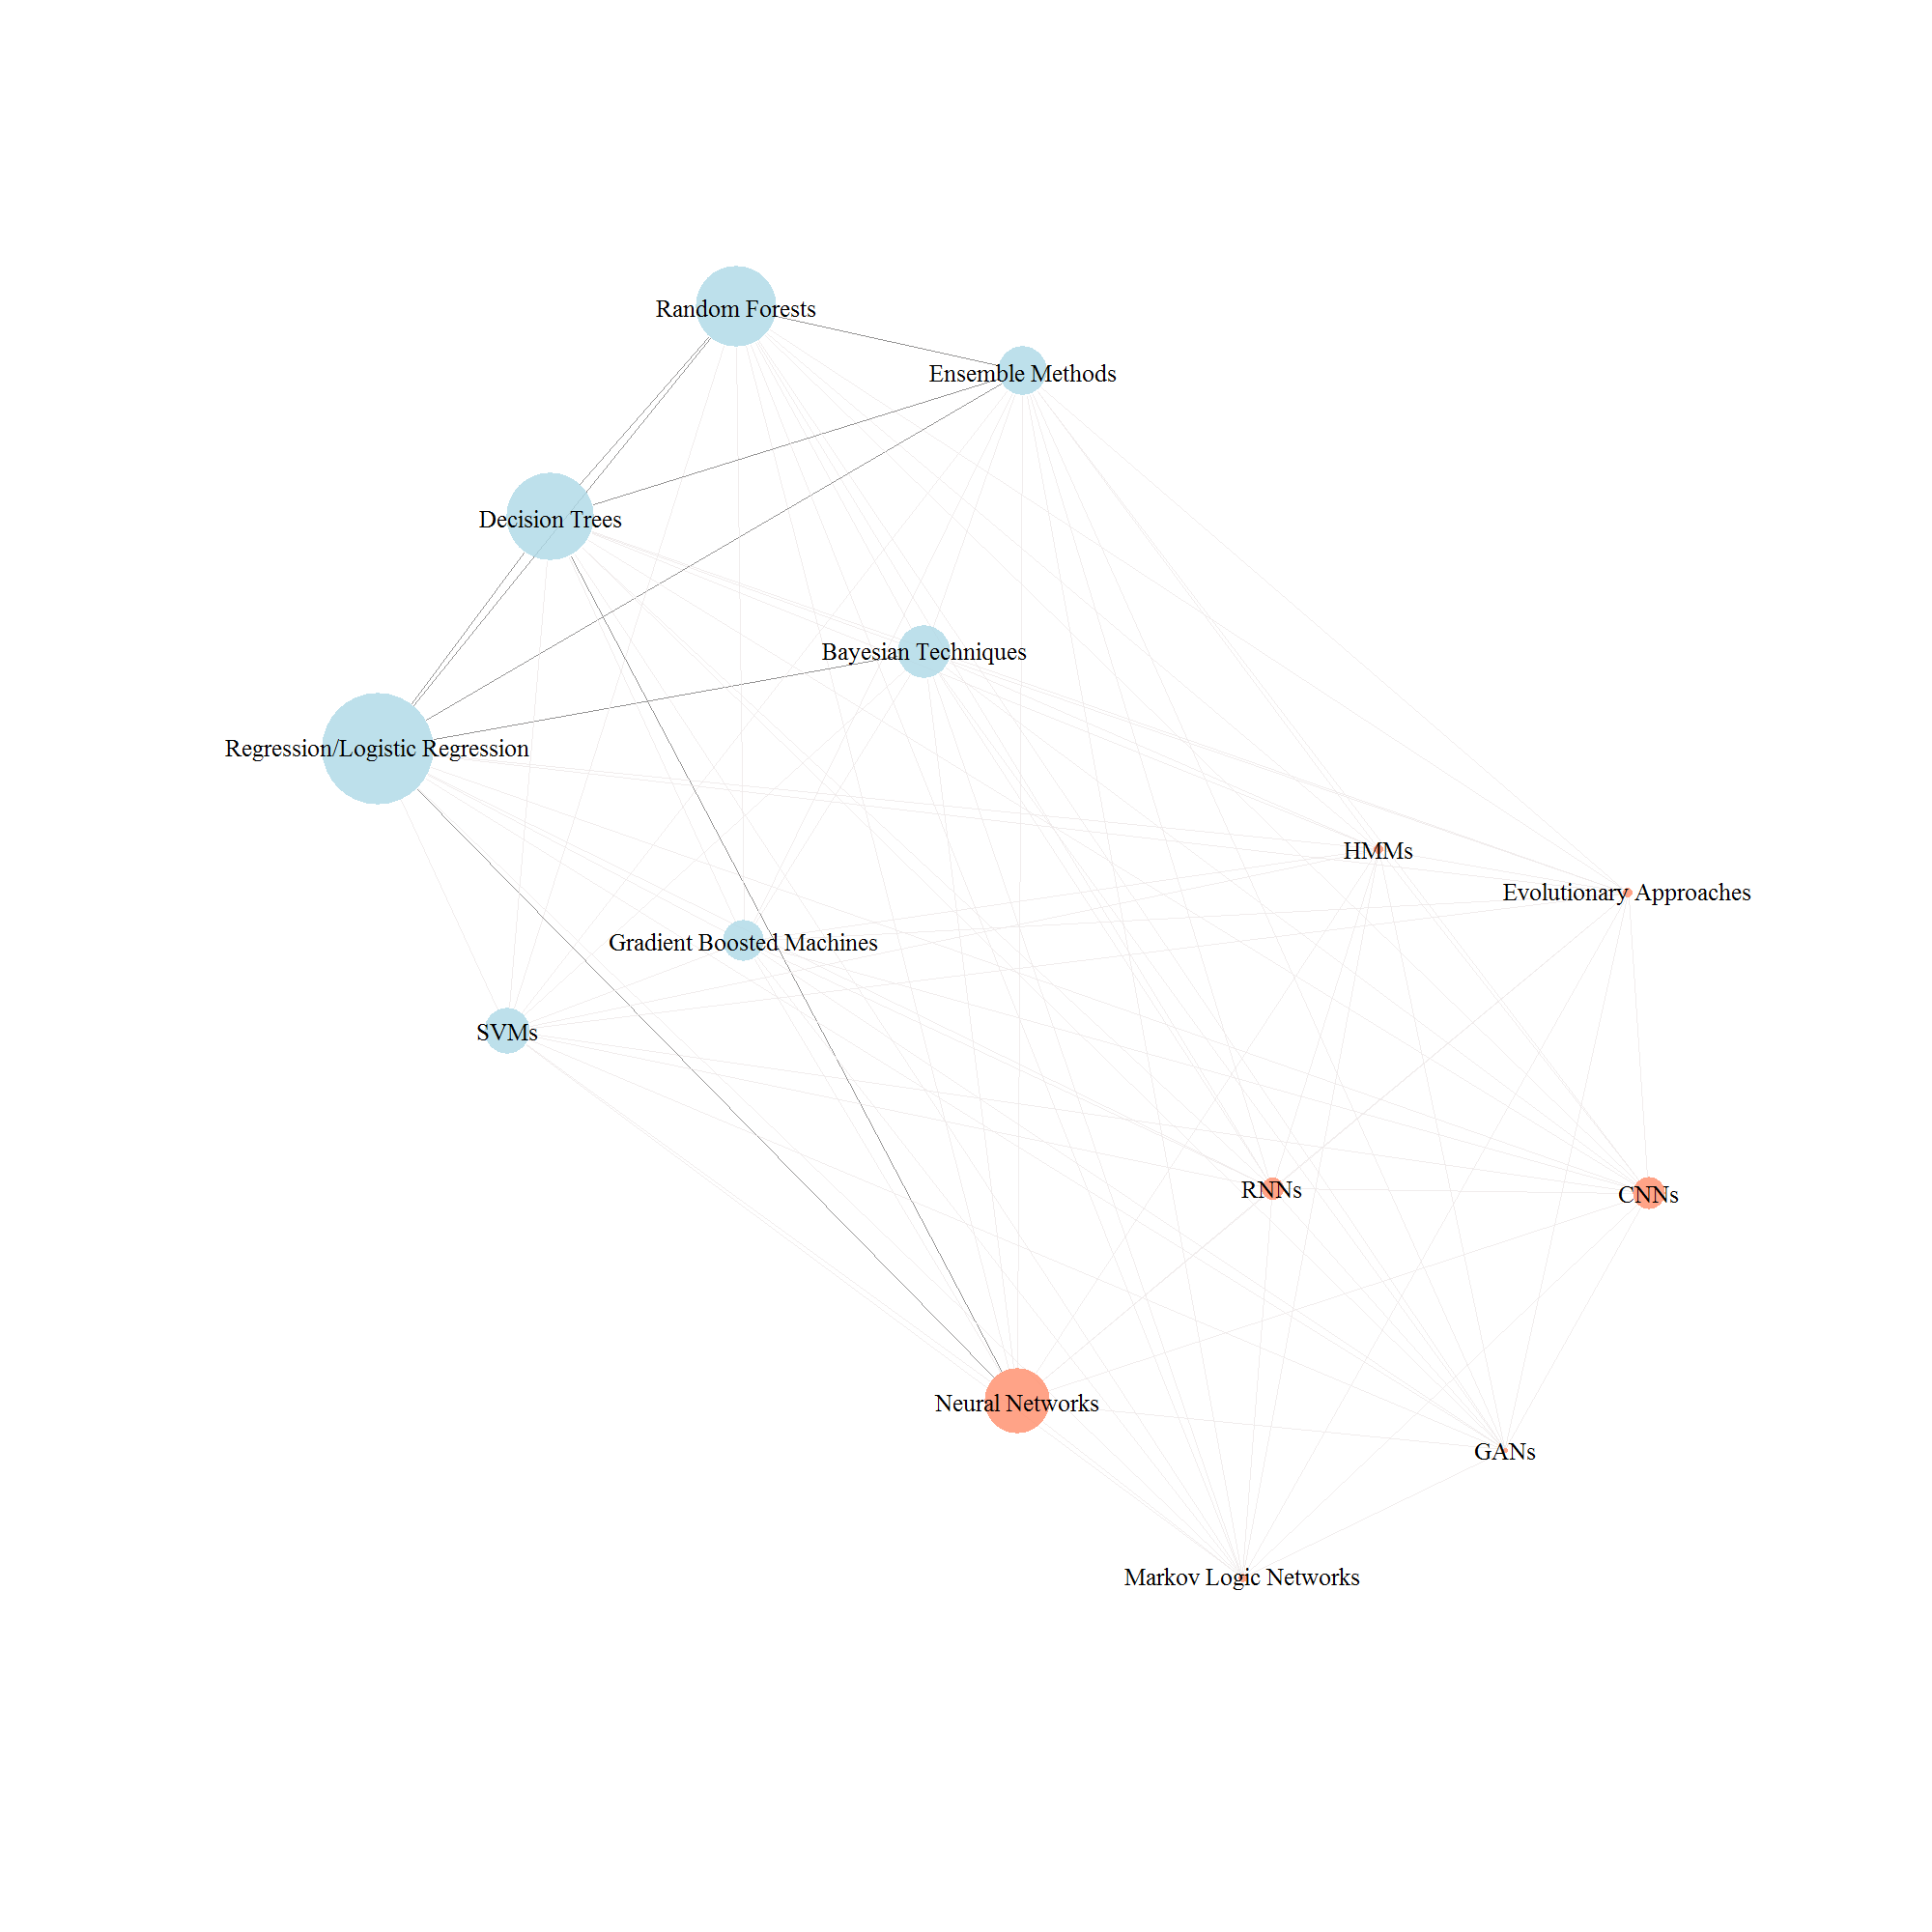 Random Forests
Ensemble Methods
Decision Trees
Bayesian Techniques
Regression/Logistic Regression
HMMs
Evolutionary Approaches
Gradient Boosted Machines
SVMs
RNNs
CNNs
Neural Networks
GANs
Markov Logic Networks